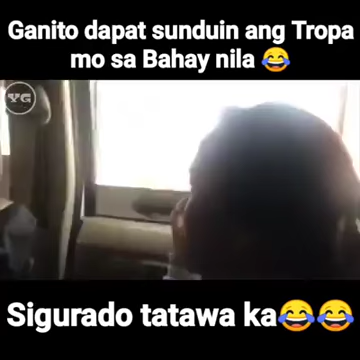 Ganito dapat sunduin ang Tropa
mo sa Bahay nila 😂
YG
Sigurado tatawa ka😂😂